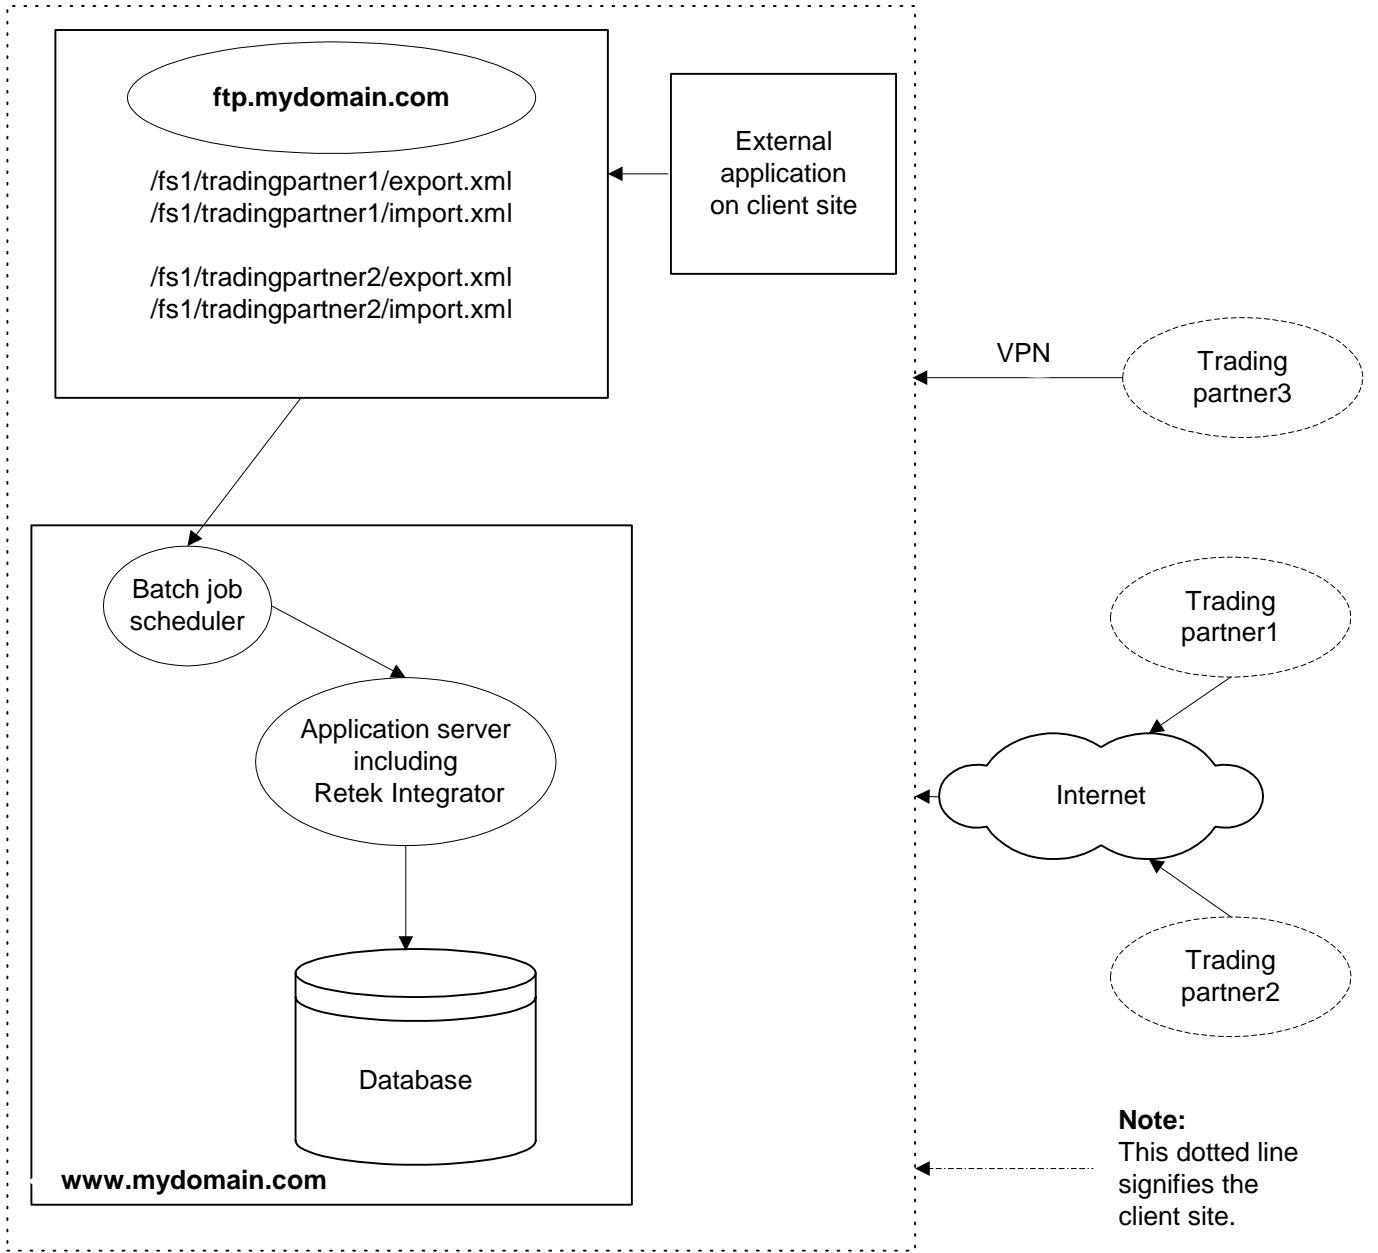 ftp.mydomain.com
/fs1/tradingpartner1/export.xml
/fs1/tradingpartner1/import.xml
/fs1/tradingpartner2/export.xml
/fs1/tradingpartner2/import.xml
External
application
on client site
VPN
Trading
partner3
Batch job
scheduler
Application server
including
Retek Integrator
Database
www.mydomain.com
Trading
partner1
Internet
Trading
partner2
Note:
This dotted line
signifies the
client site.